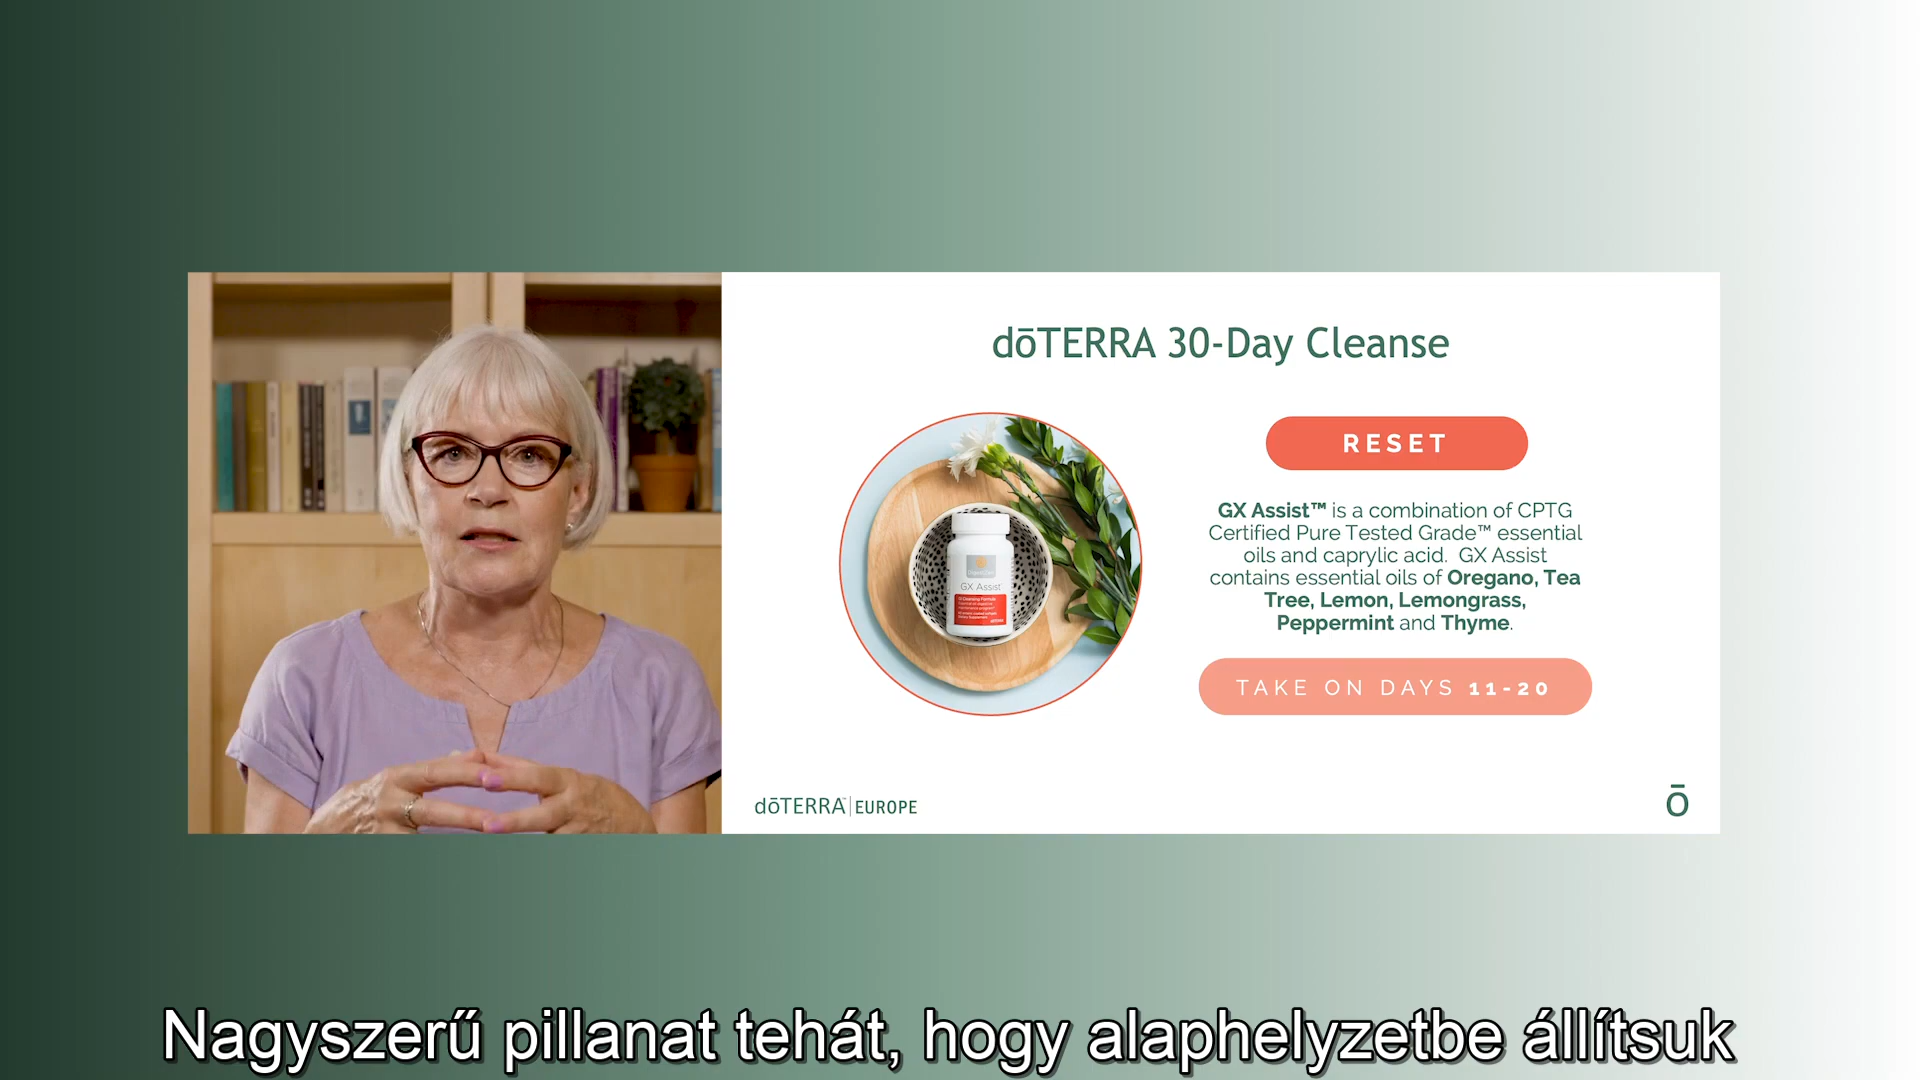 dōTERRA 30-Day Cleanse
RESET
GX Assist™ is a combination of CPTG
Certified Pure Tested Grade™ essential
oils and caprylic acid. GX Assist
contains essential oils of Oregano, Tea
Tree, Lemon, Lemongrass,
Peppermint and Thyme.
TAKE ON DAYS 11-20
GX Assist
dōTERRA EUROPE
ō
Nagyszerű pillanat tehát, hogy alaphelyzetbe állítsuk